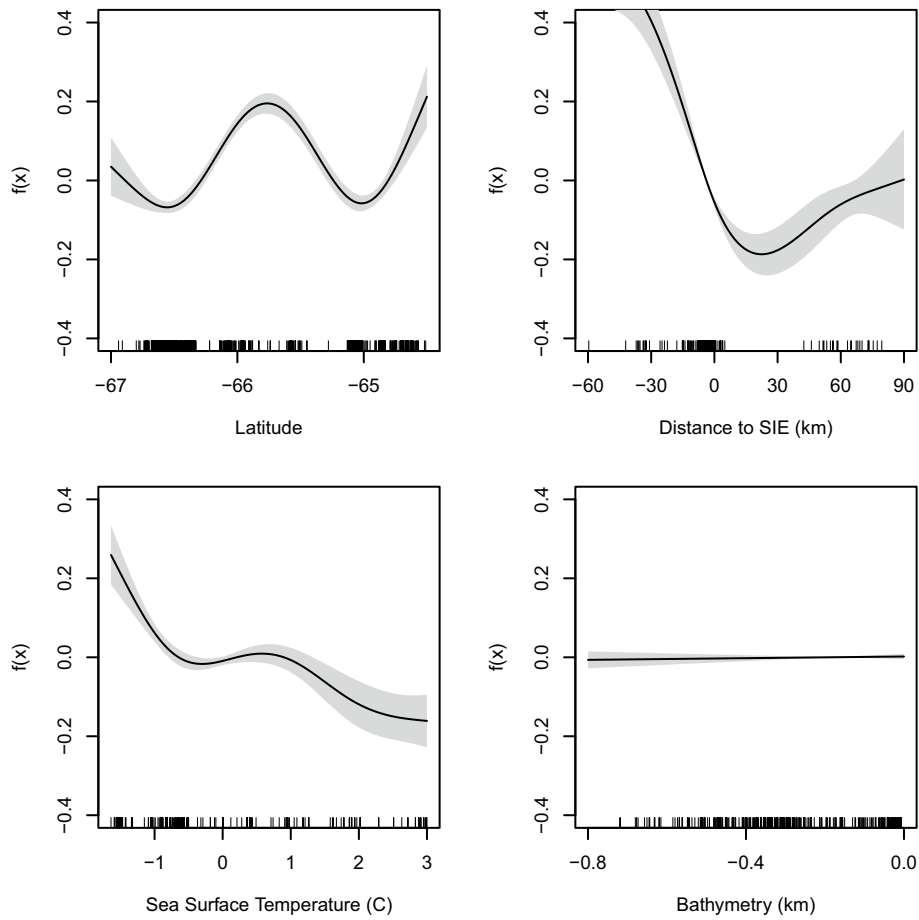 0.4
0.2
0.0
−0.2
−0.4
f(x)
−67 −66 −65
Latitude
0.4
0.2
0.0
−0.2
−0.4
f(x)
−60 −30 0 30 60 90
Distance to SIE (km)
0.4
0.2
0.0
−0.2
−0.4
f(x)
−1 0 1 2 3
Sea Surface Temperature (C)
0.4
0.2
0.0
−0.2
−0.4
f(x)
−0.8 −0.4 0.0
Bathymetry (km)